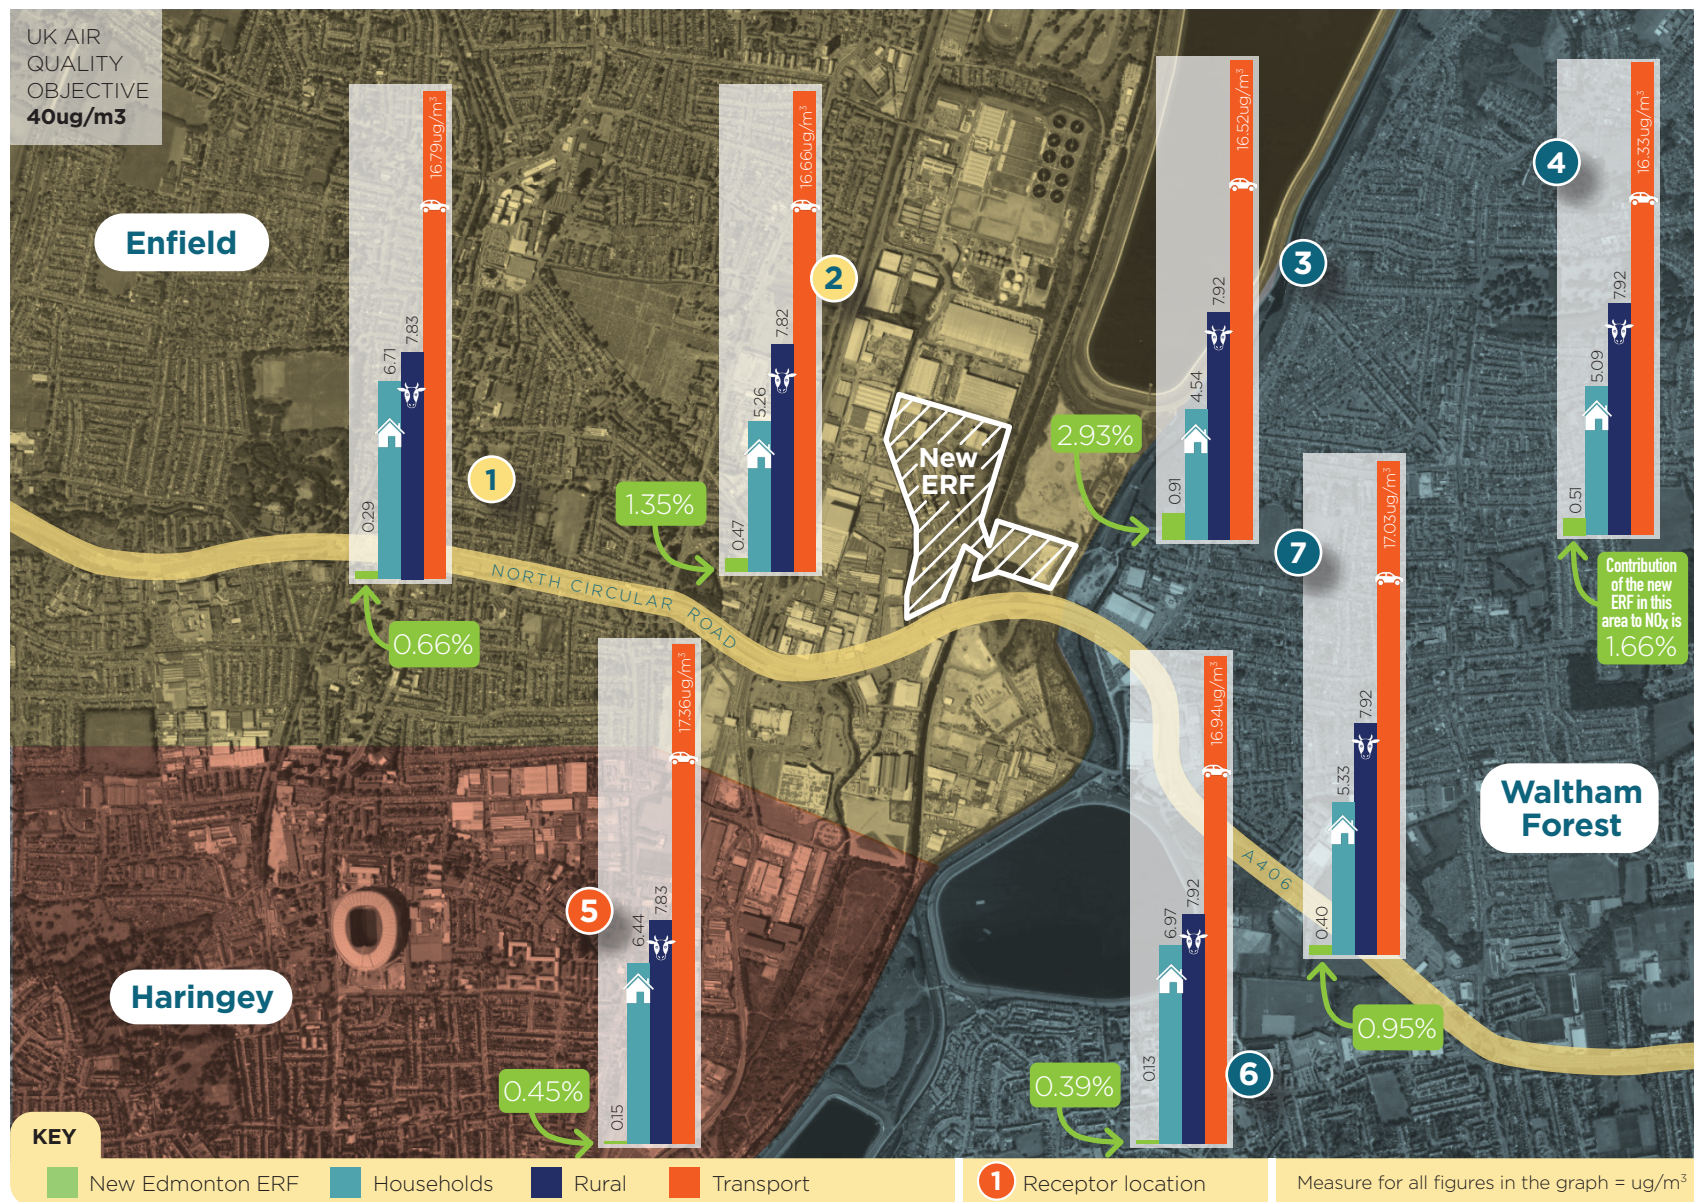 UK AIR
QUALITY
OBJECTIVE
40ug/m3
Enfield
16.79ug/m³
7.83
6.71
0.29
0.66%
1
16.66ug/m³
7.82
5.26
0.47
1.35%
2
New
ERF
16.52ug/m³
7.92
4.54
0.91
2.93%
3
16.33ug/m³
7.92
5.09
0.51
4
Contribution
of the new
ERF in this
area to NOx is
1.66%
NORTH CIRCULAR ROAD
17.03ug/m³
7.92
5.33
0.40
0.95%
7
17.36ug/m³
7.83
6.44
0.15
0.45%
5
16.94ug/m³
7.92
6.97
0.13
0.39%
6
A406
Waltham
Forest
Haringey
KEY
New Edmonton ERF
Households
Rural
Transport
1 Receptor location
Measure for all figures in the graph = ug/m³